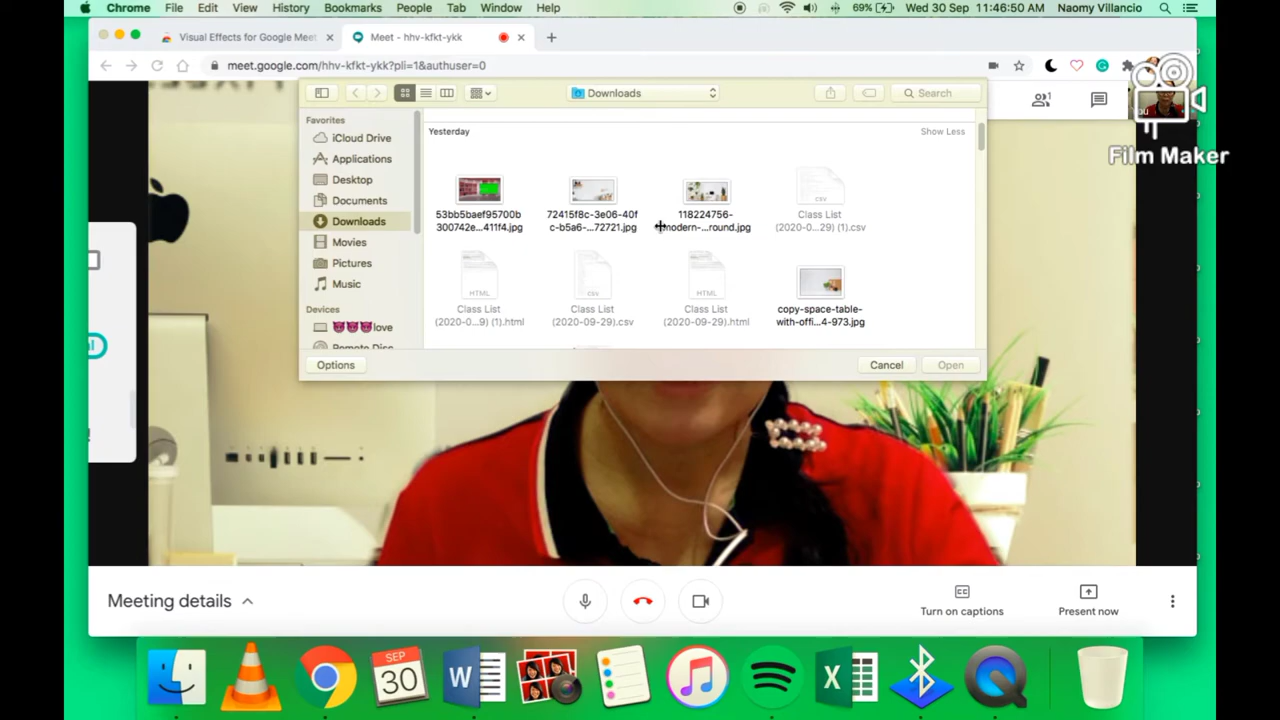 Chrome File Edit View History Bookmarks People Tab Window Help 69% Wed 30 Sep 11:46:50 AM Naomy Villancio
Visual Effects for Google Meet
Meet - hhv-kfkt-ykk
meet.google.com/hhv-kfkt-ykk?pli=1&authuser=0
Downloads
Search
Film Maker
Favorites
iCloud Drive
Applications
Desktop
Documents
Downloads
Movies
Pictures
Music
Devices
love
Remote Disc
Yesterday
Show Less
53bb5baef95700b
300742e...411f4.jpg
72415f8c-3e06-40f
c-b5a6-...72721.jpg
118224756-
modern-...round.jpg
CSV
Class List
(2020-0...29) (1).csv
HTML
Class List
(2020-0...9) (1).html
CSV
Class List
(2020-09-29).csv
HTML
Class List
(2020-09-29).html
copy-space-table-
with-offi...4-973.jpg
Options
Cancel
Open
Meeting details
Turn on captions
Present now
SEP
30
W
X